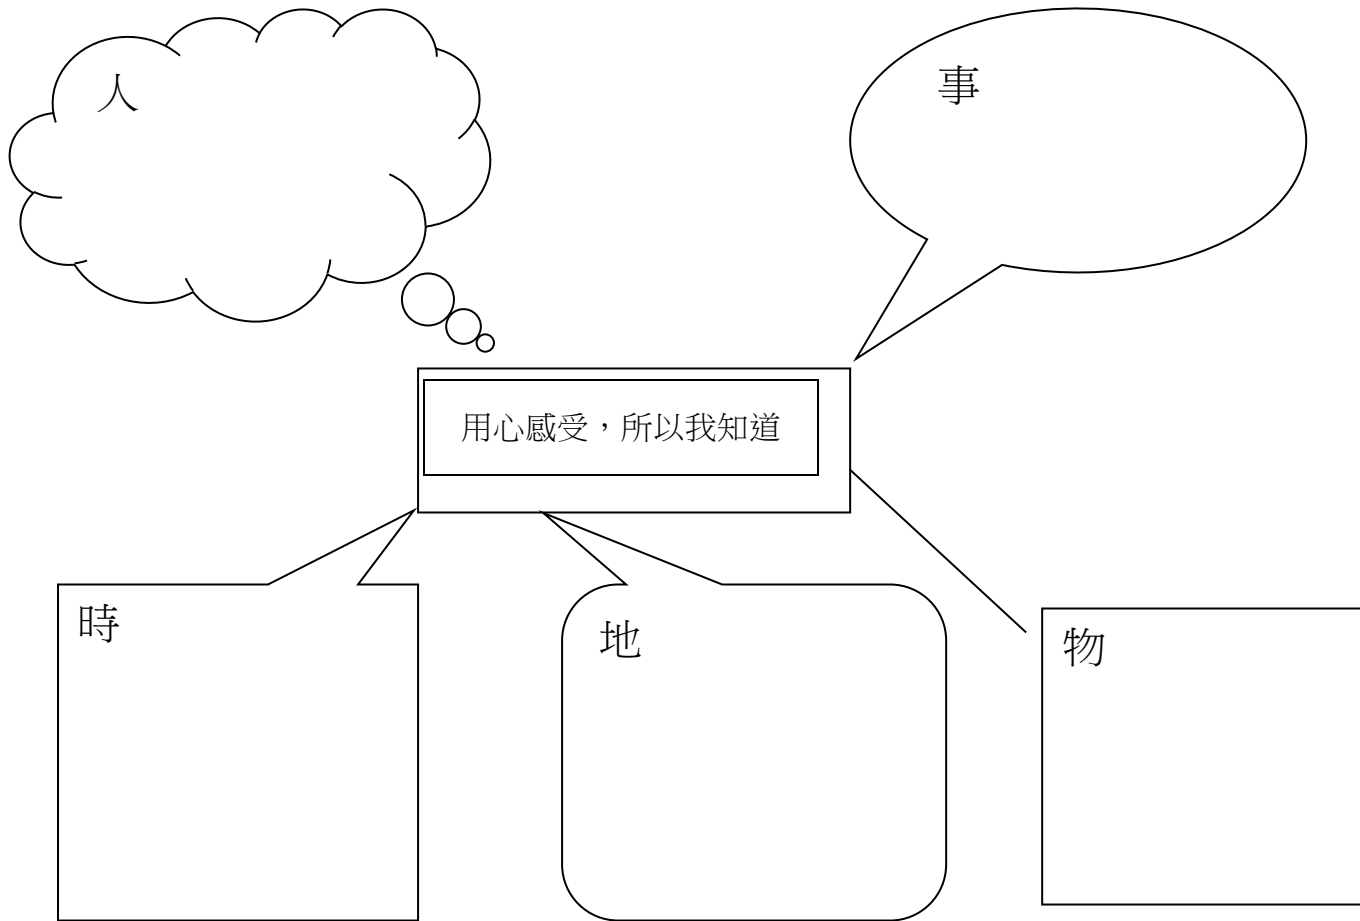 人
事
用心感受，所以我知道
時
地
物